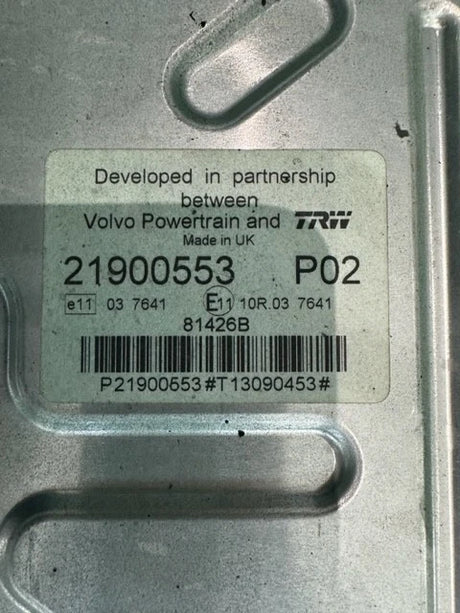 Developed in partnership
between
Volvo Powertrain and TRW
Made in UK
21900553 P02
e11 03 7641 E11 10R.03 7641
81426B
P21900553#T13090453#